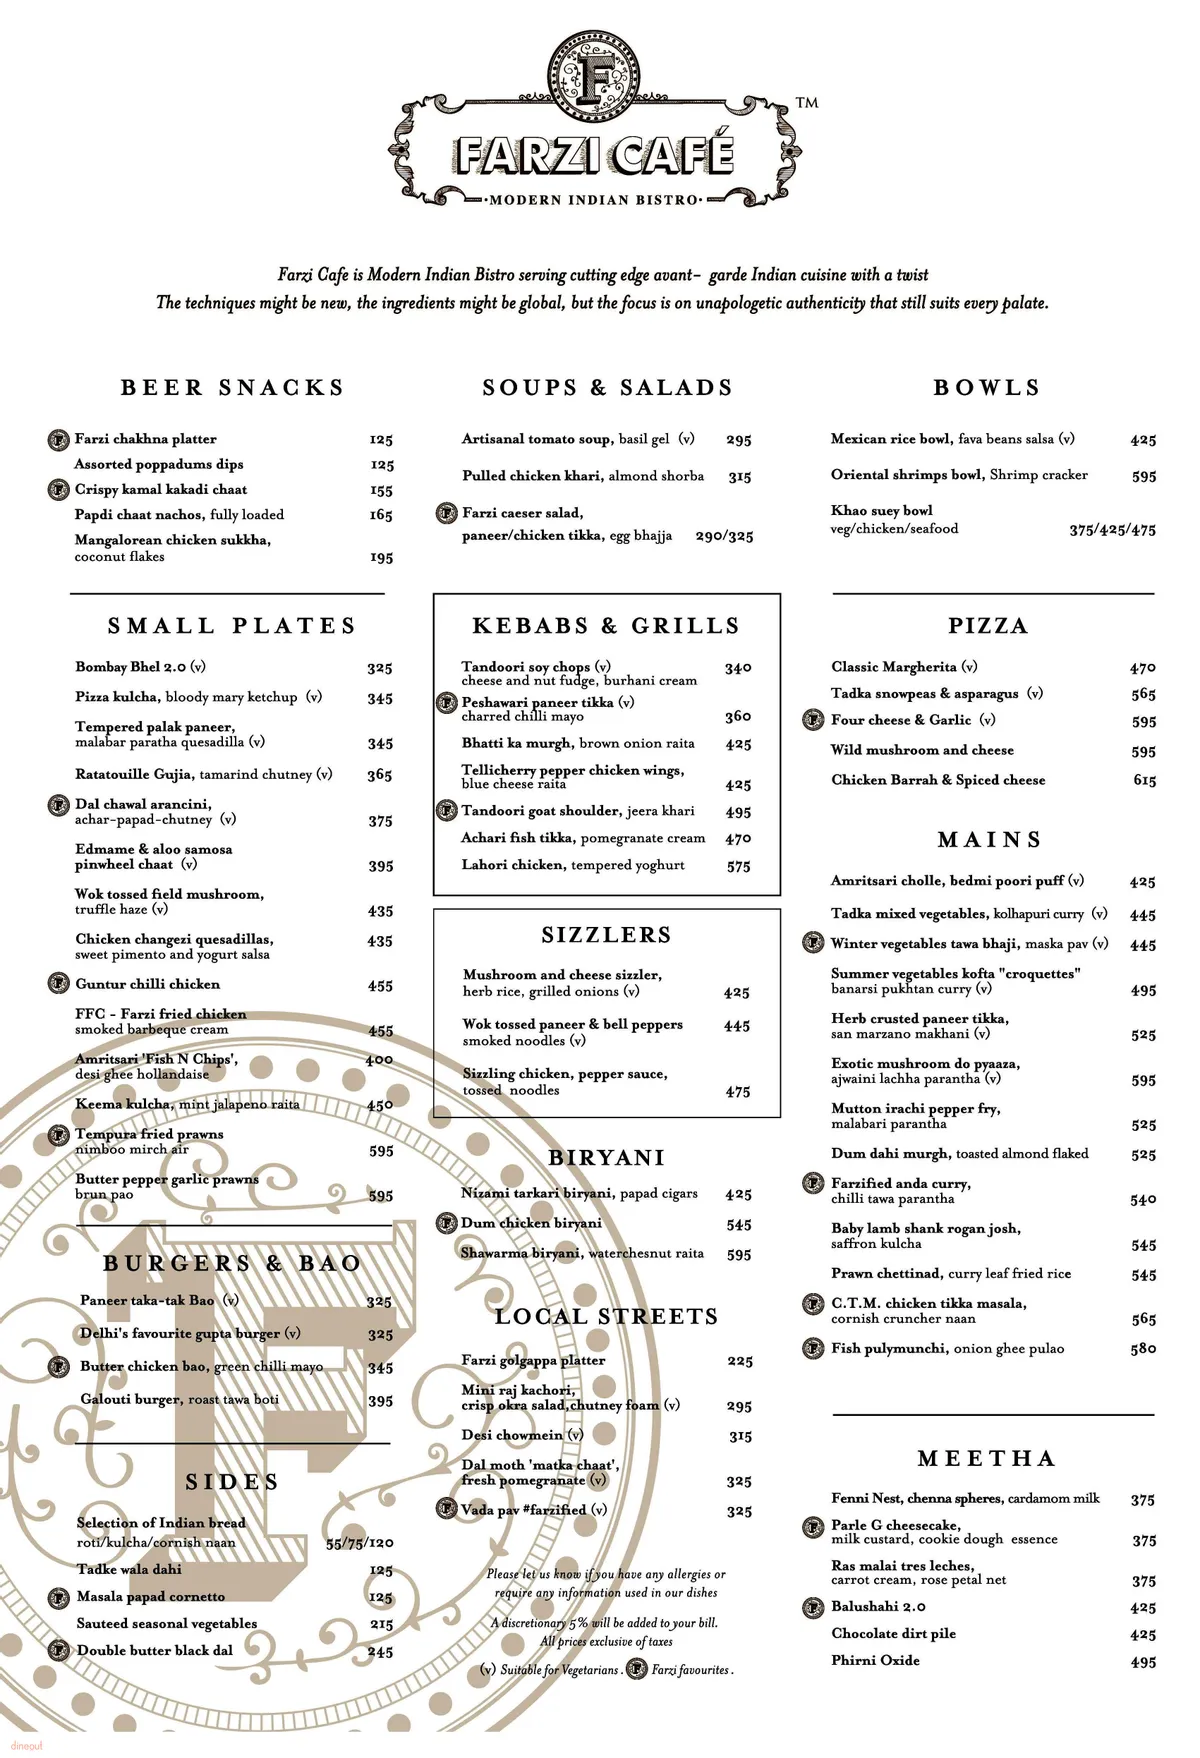 F
TM
FARZI CAFÉ
·MODERN INDIAN BISTRO·
Farzi Cafe is Modern Indian Bistro serving cutting edge avant- garde Indian cuisine with a twist
The techniques might be new, the ingredients might be global, but the focus is on unapologetic authenticity that still suits every palate.
BEER SNACKS
Farzi chakhna platter 125
Assorted poppadums dips 125
Crispy kamal kakadi chaat 155
Papdi chaat nachos, fully loaded 165
Mangalorean chicken sukkha,
coconut flakes 195
SMALL PLATES
Bombay Bhel 2.0 (v) 325
Pizza kulcha, bloody mary ketchup (v) 345
Tempered palak paneer,
malabar paratha quesadilla (v) 345
Ratatouille Gujia, tamarind chutney (v) 365
Dal chawal arancini,
achar-papad-chutney (v) 375
Edmame & aloo samosa
pinwheel chaat (v) 395
Wok tossed field mushroom,
truffle haze (v) 435
Chicken changezi quesadillas, 435
sweet pimento and yogurt salsa
Guntur chilli chicken 455
FFC - Farzi fried chicken
smoked barbeque cream 455
Amritsari 'Fish N Chips', 400
desi ghee hollandaise
Keema kulcha, mint jalapeno raita 450
Tempura fried prawns
nimboo mirch air 595
Butter pepper garlic prawns
brun pao 595
BURGERS & BAO
Paneer taka-tak Bao (v) 325
Delhi's favourite gupta burger (v) 325
Butter chicken bao, green chilli mayo 345
Galouti burger, roast tawa boti 395
SIDES
Selection of Indian bread
roti/kulcha/cornish naan 55/75/120
Tadke wala dahi 125
Masala papad cornetto 125
Sauteed seasonal vegetables 215
Double butter black dal 245
SOUPS & SALADS
Artisanal tomato soup, basil gel (v) 295
Pulled chicken khari, almond shorba 315
Farzi caeser salad,
paneer/chicken tikka, egg bhajja 290/325
KEBABS & GRILLS
Tandoori soy chops (v) 340
cheese and nut fudge, burhani cream
Peshawari paneer tikka (v)
charred chilli mayo 360
Bhatti ka murgh, brown onion raita 425
Tellicherry pepper chicken wings,
blue cheese raita 425
Tandoori goat shoulder, jeera khari 495
Achari fish tikka, pomegranate cream 470
Lahori chicken, tempered yoghurt 575
SIZZLERS
Mushroom and cheese sizzler,
herb rice, grilled onions (v) 425
Wok tossed paneer & bell peppers 445
smoked noodles (v)
Sizzling chicken, pepper sauce,
tossed noodles 475
BIRYANI
Nizami tarkari biryani, papad cigars 425
Dum chicken biryani 545
Shawarma biryani, waterchesnut raita 595
LOCAL STREETS
Farzi golgappa platter 225
Mini raj kachori,
crisp okra salad,chutney foam (v) 295
Desi chowmein (v) 315
Dal moth 'matka chaat',
fresh pomegranate (v) 325
Vada pav #farzified (v) 325
Please let us know if you have any allergies or
require any information used in our dishes
A discretionary 5% will be added to your bill.
All prices exclusive of taxes
(v) Suitable for Vegetarians . Farzi favourites .
BOWLS
Mexican rice bowl, fava beans salsa (v) 425
Oriental shrimps bowl, Shrimp cracker 595
Khao suey bowl
veg/chicken/seafood 375/425/475
PIZZA
Classic Margherita (v) 470
Tadka snowpeas & asparagus (v) 565
Four cheese & Garlic (v) 595
Wild mushroom and cheese 595
Chicken Barrah & Spiced cheese 615
MAINS
Amritsari cholle, bedmi poori puff (v) 425
Tadka mixed vegetables, kolhapuri curry (v) 445
Winter vegetables tawa bhaji, maska pav (v) 445
Summer vegetables kofta "croquettes"
banarsi pukhtan curry (v) 495
Herb crusted paneer tikka,
san marzano makhani (v) 525
Exotic mushroom do pyaaza,
ajwaini lachha parantha (v) 595
Mutton irachi pepper fry,
malabari parantha 525
Dum dahi murgh, toasted almond flaked 525
Farzified anda curry,
chilli tawa parantha 540
Baby lamb shank rogan josh,
saffron kulcha 545
Prawn chettinad, curry leaf fried rice 545
C.T.M. chicken tikka masala,
cornish cruncher naan 565
Fish pulymunchi, onion ghee pulao 580
MEETHA
Fenni Nest, chenna spheres, cardamom milk 375
Parle G cheesecake,
milk custard, cookie dough essence 375
Ras malai tres leches,
carrot cream, rose petal net 375
Balushahi 2.0 425
Chocolate dirt pile 425
Phirni Oxide 495
dineout